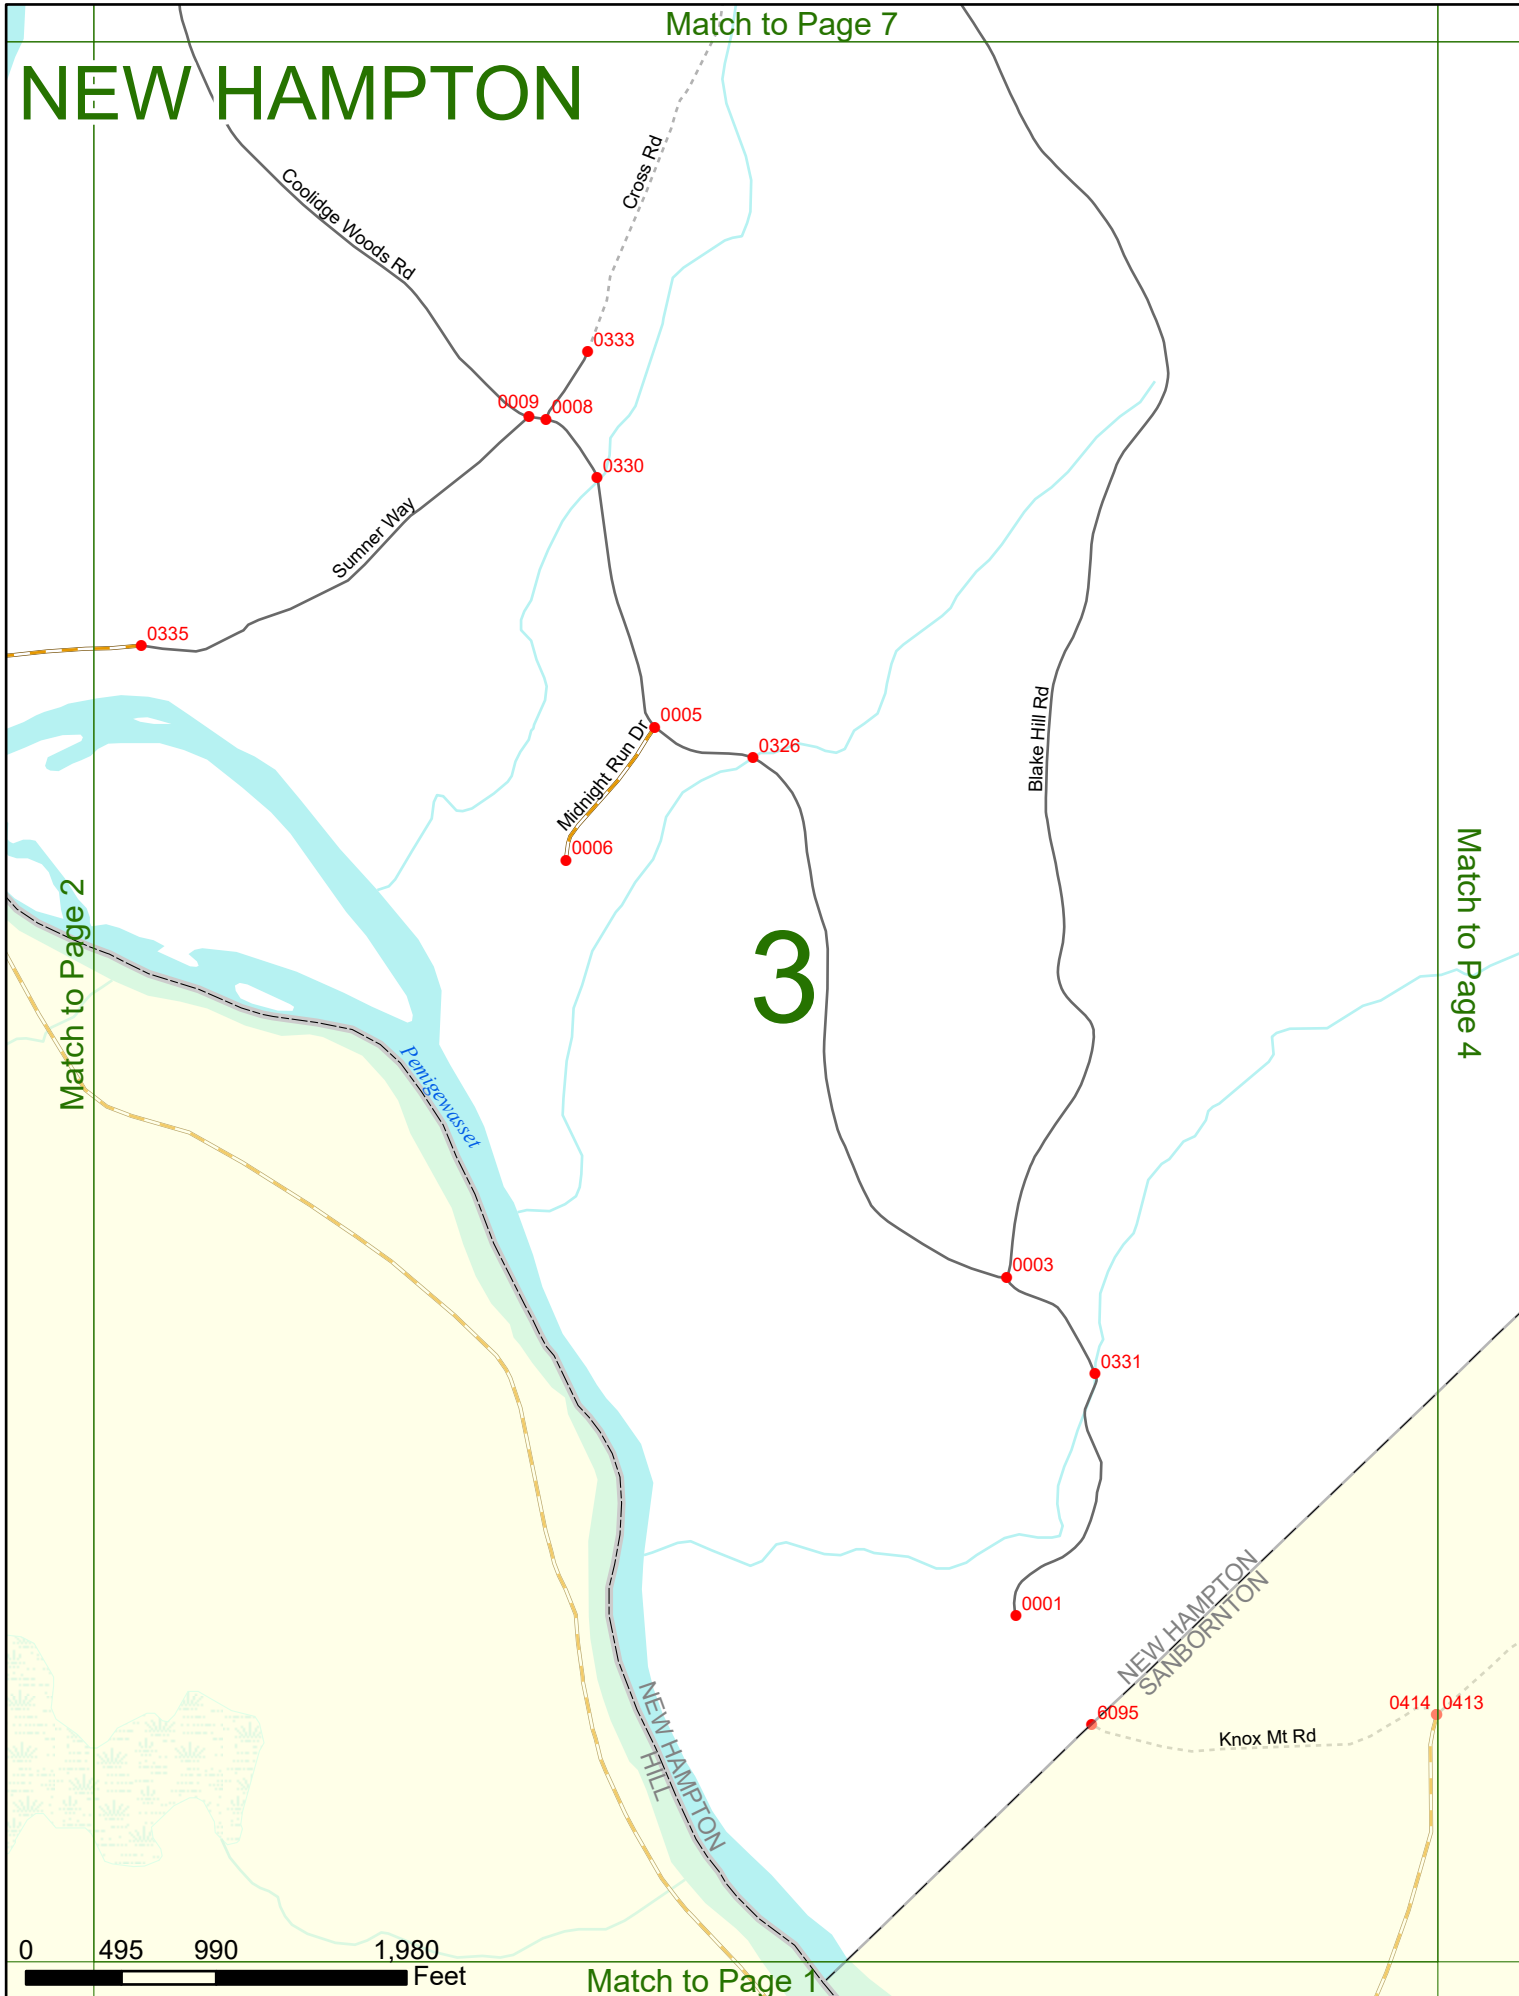 Match to Page 7
NEW HAMPTON
Cross Rd
Coolidge Woods Rd
0333
0009
0008
0330
Sumner Way
0335
0005
0326
Midnight Run Dr
0006
Blake Hill Rd
Match to Page 2
3
Match to Page 4
Pemigewasset
0003
0331
0001
NEW HAMPTON
SANBORNTON
6095
0414
0413
Knox Mt Rd
NEW HAMPTON
HILL
0 495 990 1,980
Feet
Match to Page 1